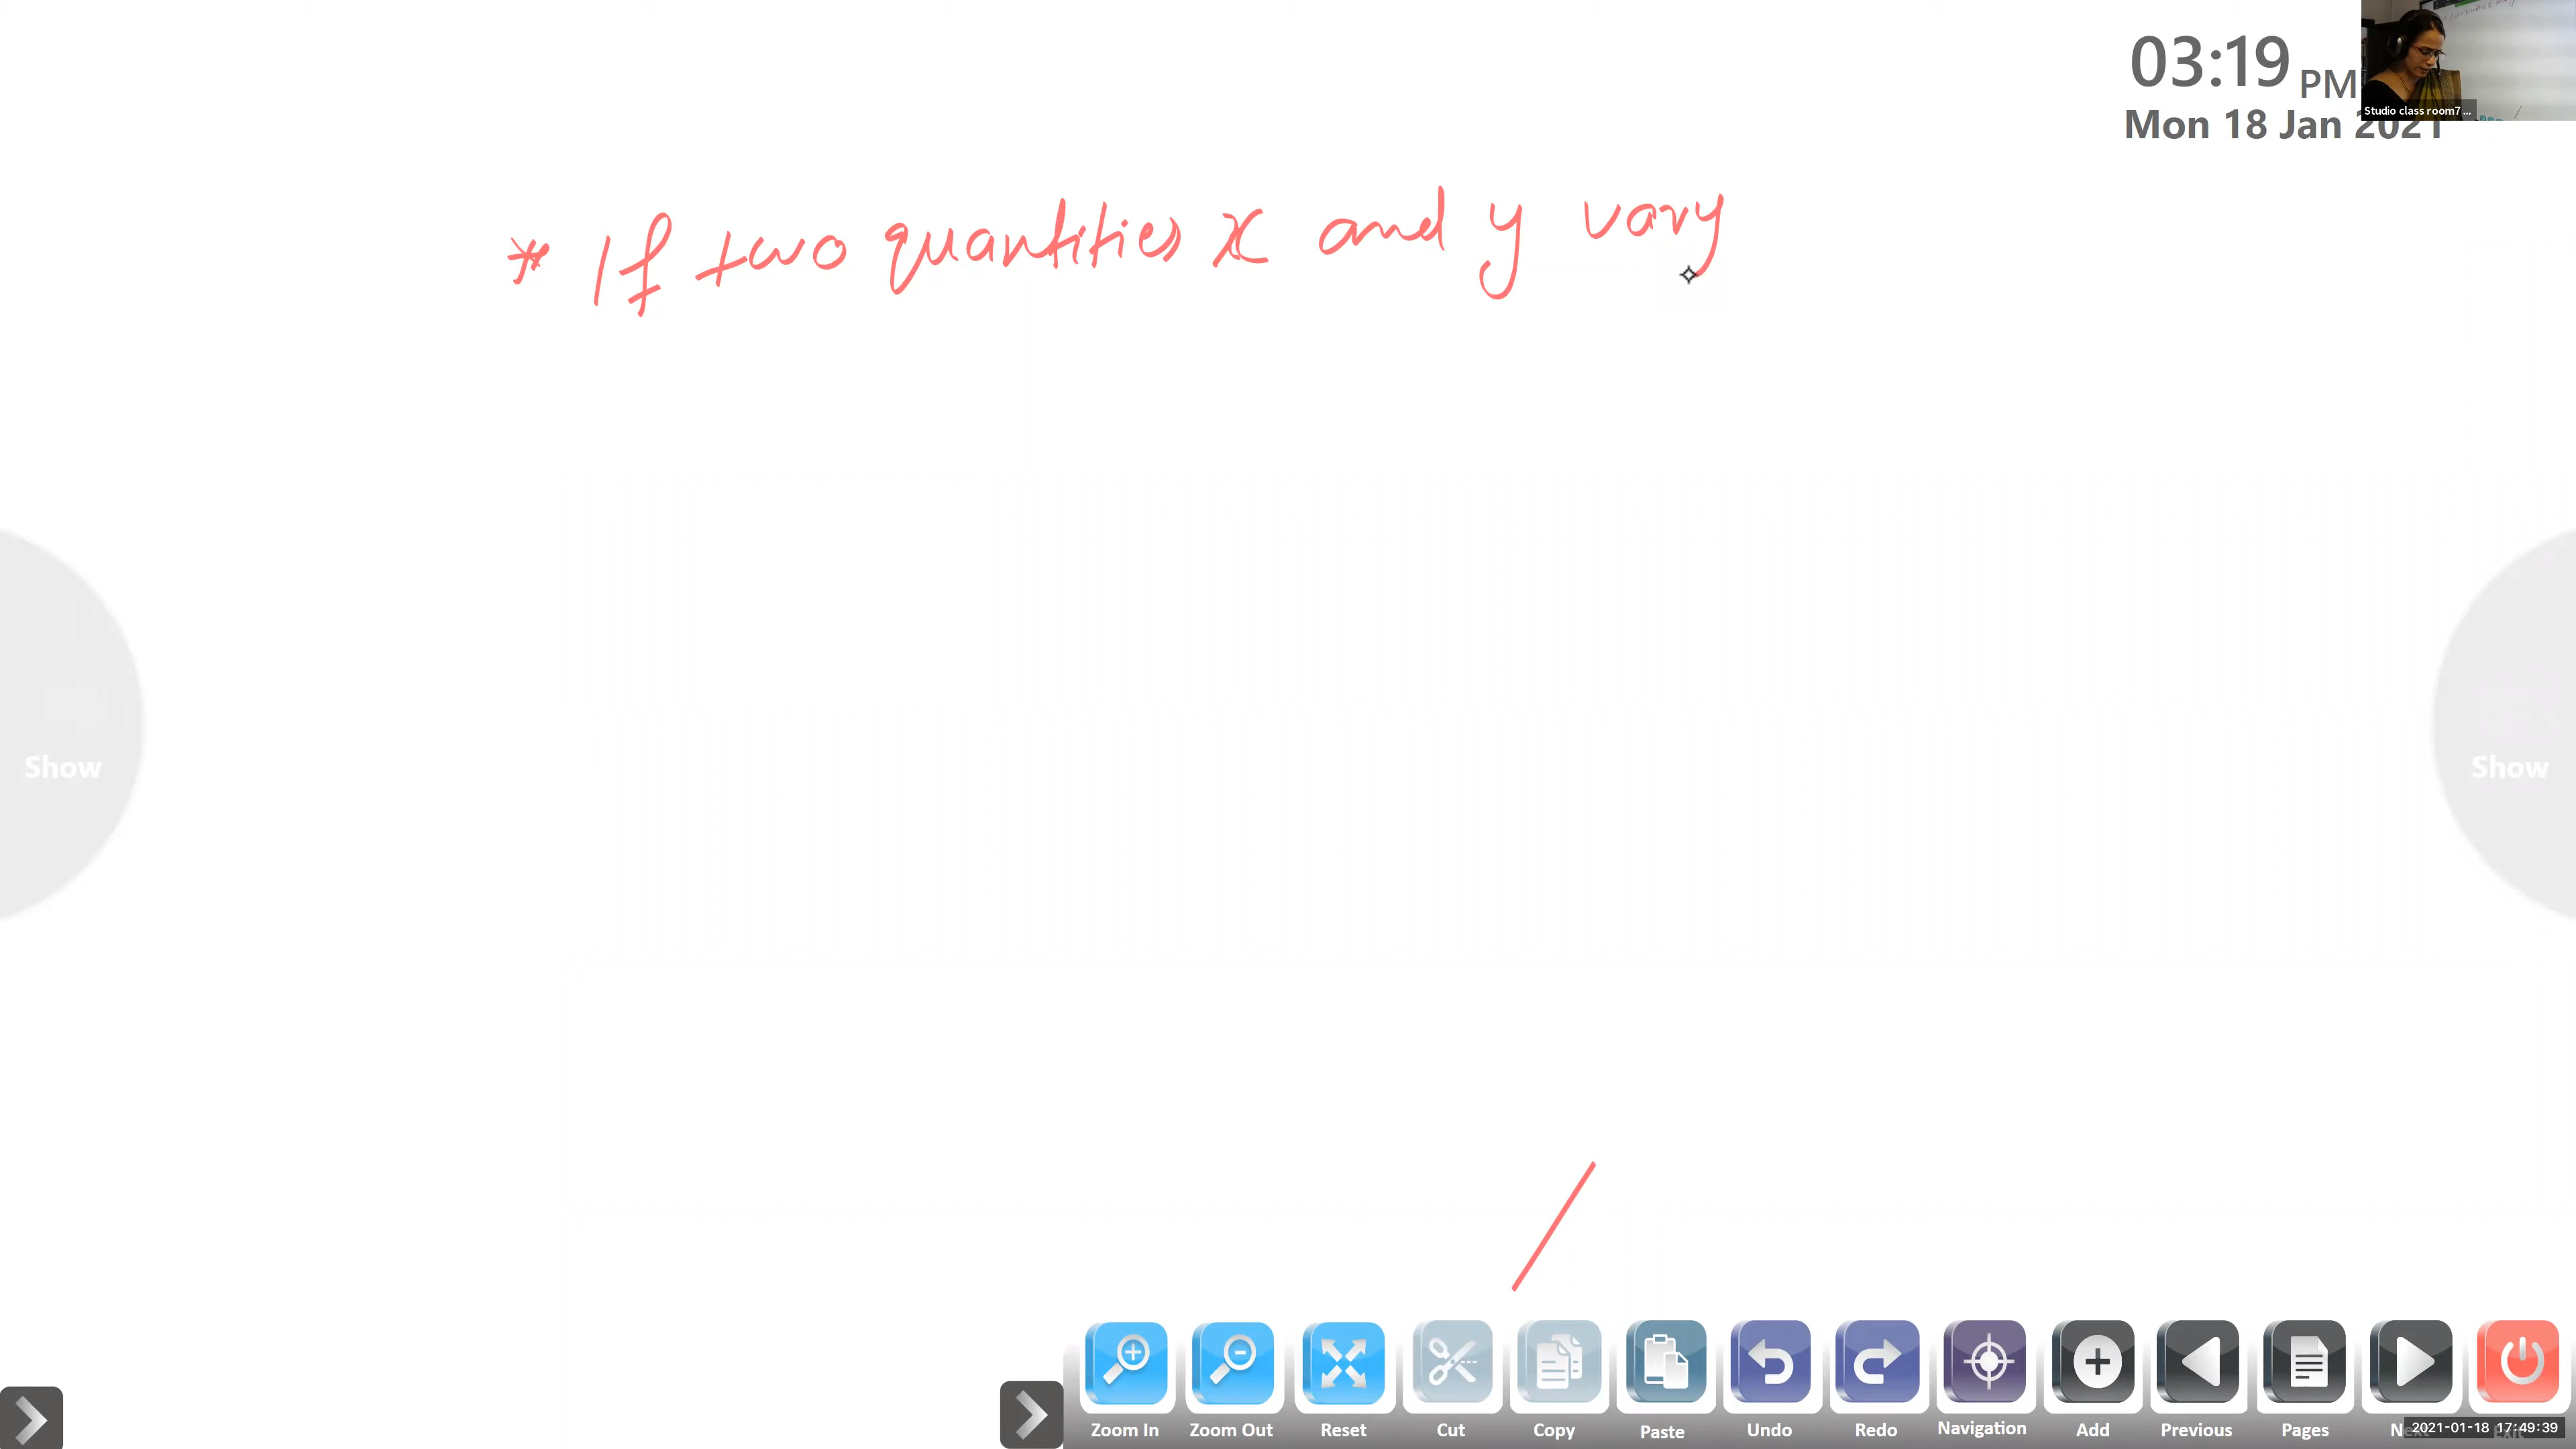 03:19 PM
Studio class room7 ...
Mon 18 Jan 2021
* If two quantities x and y vary
Show
Show
Zoom In Zoom Out Reset Cut Copy Paste Undo Redo Navigation Add Previous Pages
2021-01-18 17:49:39